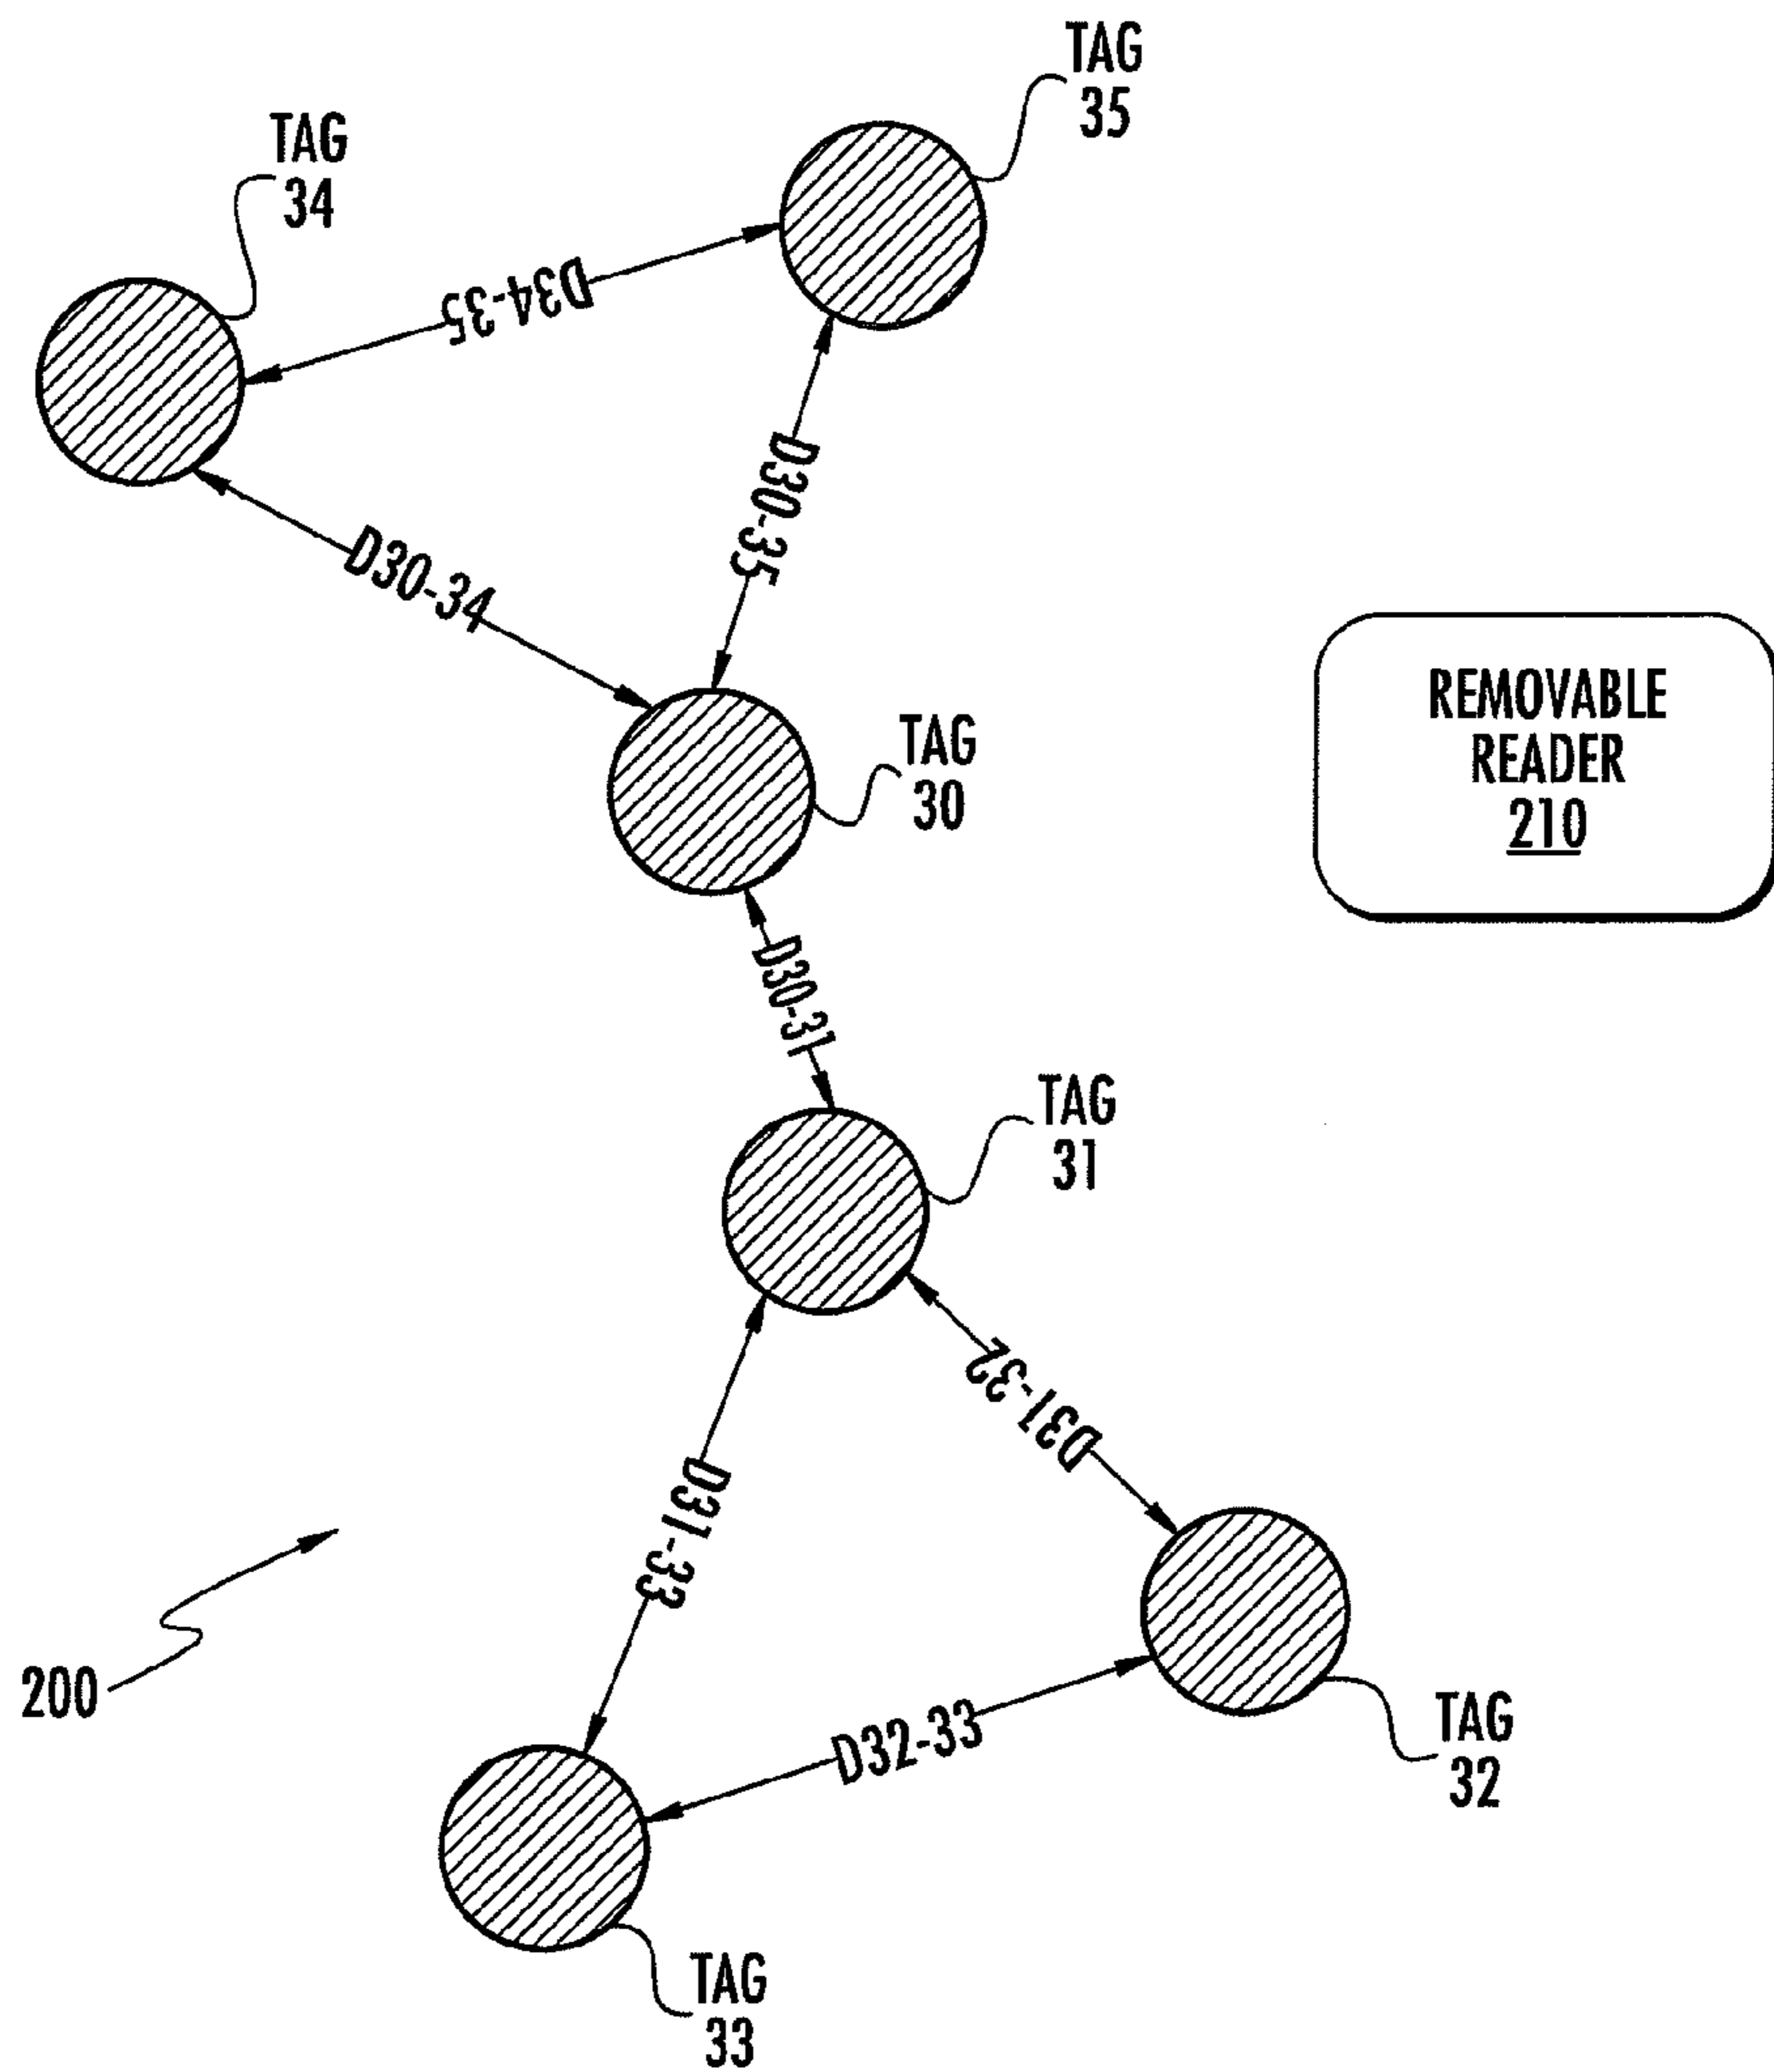 TAG
35
TAG
34
D34-35
D30-35
D30-34
REMOVABLE
READER
210
TAG
30
D30-31
TAG
31
D31-32
D31-33
200
TAG
32
D32-33
TAG
33